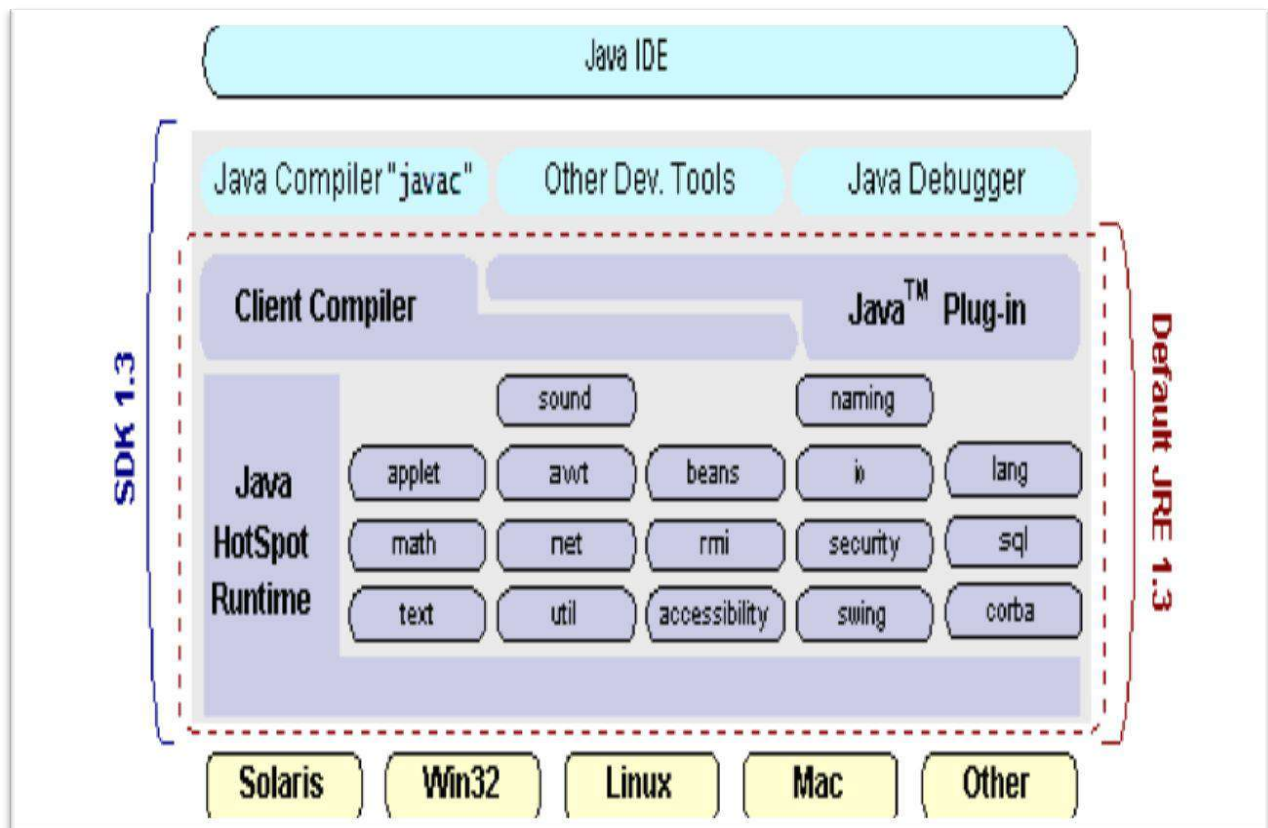 Java IDE
Java Compiler "javac"
Other Dev. Tools
Java Debugger
Client Compiler
Java™ Plug-in
SDK 1.3
Default JRE 1.3
Java
HotSpot
Runtime
sound
naming
applet
awt
beans
io
lang
math
net
rmi
security
sql
text
util
accessibility
swing
corba
Solaris
Win32
Linux
Mac
Other